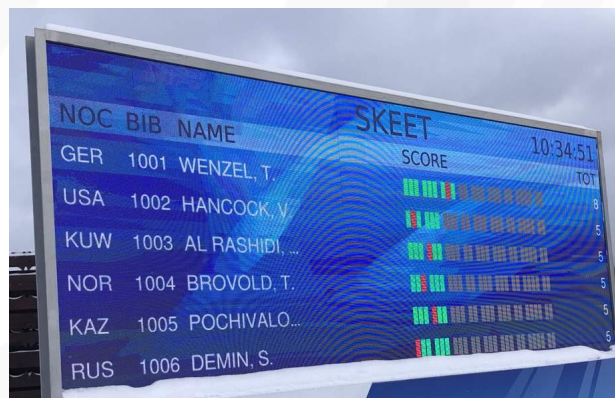 SKEET
10:34:51
NOC BIB NAME SCORE TOT
GER 1001 WENZEL, T. 8
USA 1002 HANCOCK, V. 5
KUW 1003 AL RASHIDI, ... 5
NOR 1004 BROVOLD, T. 5
KAZ 1005 POCHIVALO... 5
RUS 1006 DEMIN, S. 5